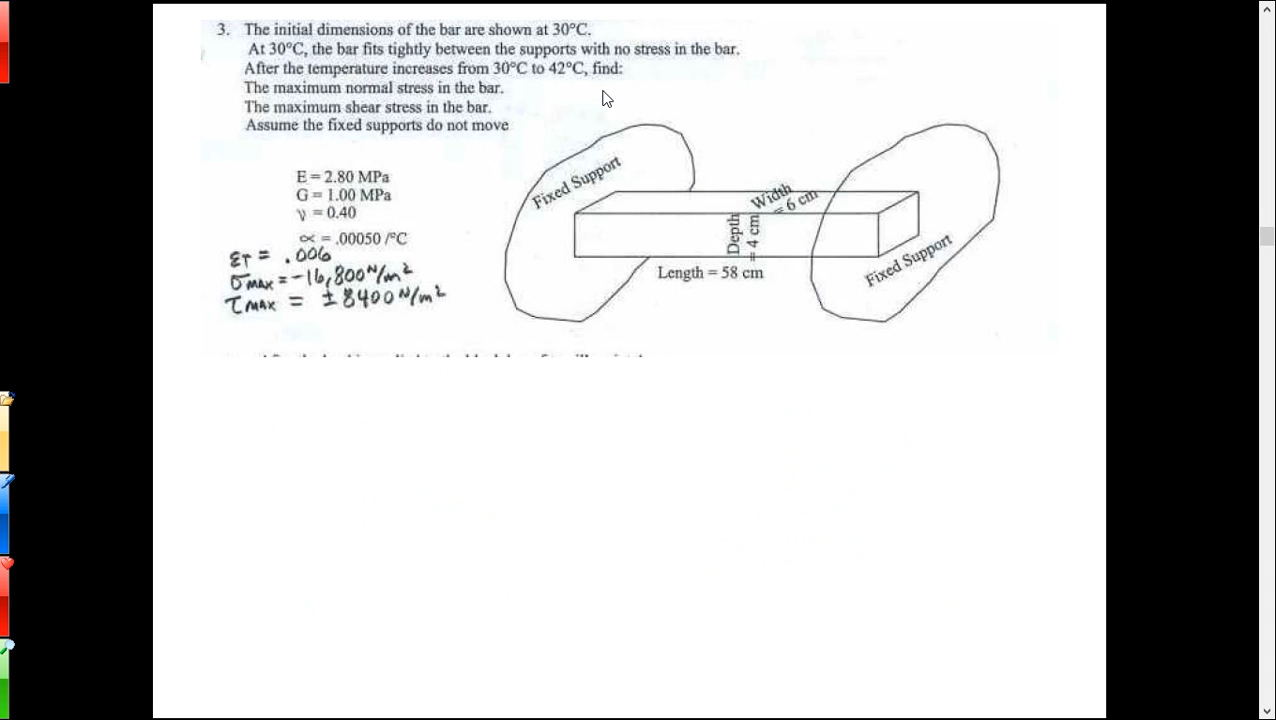 3. The initial dimensions of the bar are shown at 30°C.
At 30°C, the bar fits tightly between the supports with no stress in the bar.
After the temperature increases from 30°C to 42°C, find:
The maximum normal stress in the bar.
The maximum shear stress in the bar.
Assume the fixed supports do not move
E = 2.80 MPa
G = 1.00 MPa
ν = 0.40
∝ = .00050 /°C
εT = .006
σMAX = -16,800 N/m²
τMAX = ±8400 N/m²
Fixed Support
Width
= 6 cm
Depth
= 4 cm
Length = 58 cm
Fixed Support